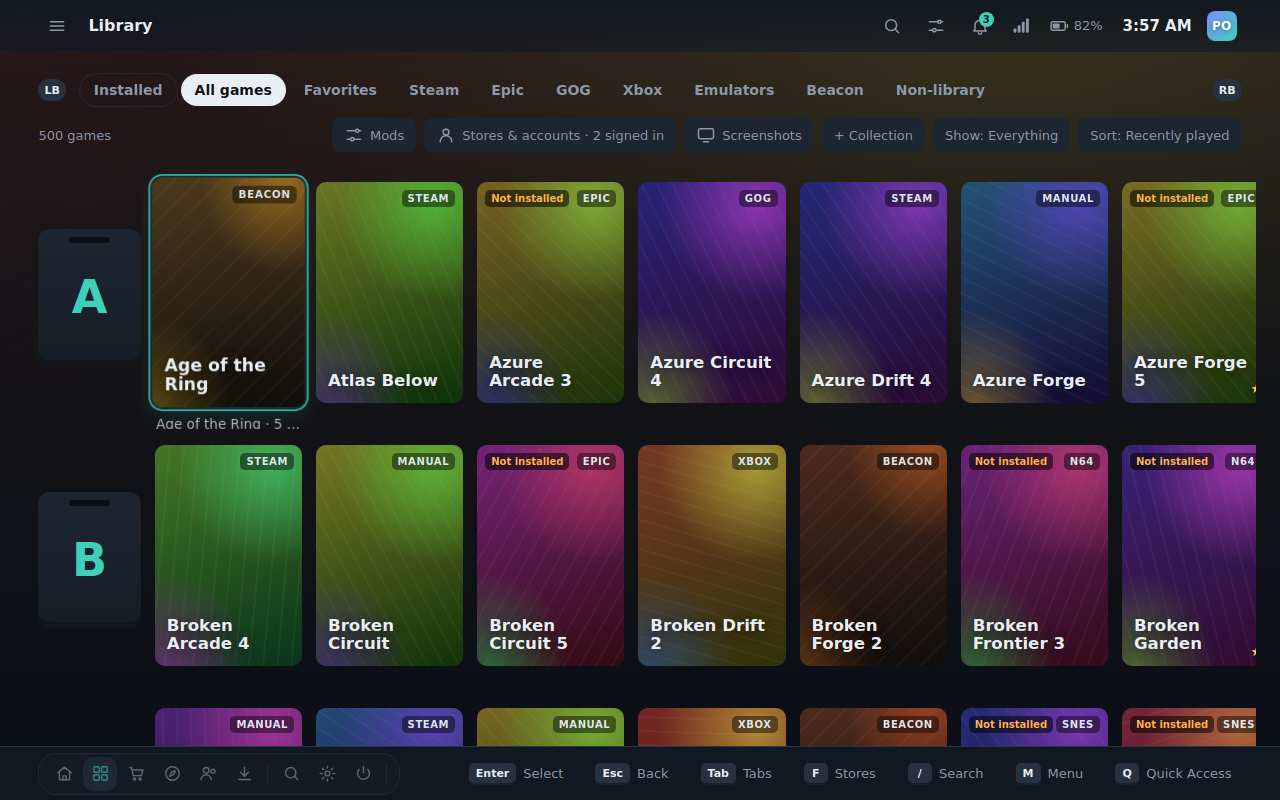 Library
3
82%
3:57 AM
PO
LB
Installed
All games
Favorites
Steam
Epic
GOG
Xbox
Emulators
Beacon
Non-library
RB
500 games
Mods
Stores & accounts · 2 signed in
Screenshots
+ Collection
Show: Everything
Sort: Recently played
A
BEACON
Age of the
Ring
STEAM
Atlas Below
Not installed
EPIC
Azure
Arcade 3
GOG
Azure Circuit
4
STEAM
Azure Drift 4
MANUAL
Azure Forge
Not installed
EPIC
Azure Forge
5
Age of the Ring · 5 ...
B
STEAM
Broken
Arcade 4
MANUAL
Broken
Circuit
Not installed
EPIC
Broken
Circuit 5
XBOX
Broken Drift
2
BEACON
Broken
Forge 2
Not installed
N64
Broken
Frontier 3
Not installed
N64
Broken
Garden
MANUAL
STEAM
MANUAL
XBOX
BEACON
Not installed
SNES
Not installed
SNES
Enter
Select
Esc
Back
Tab
Tabs
F
Stores
/
Search
M
Menu
Q
Quick Access